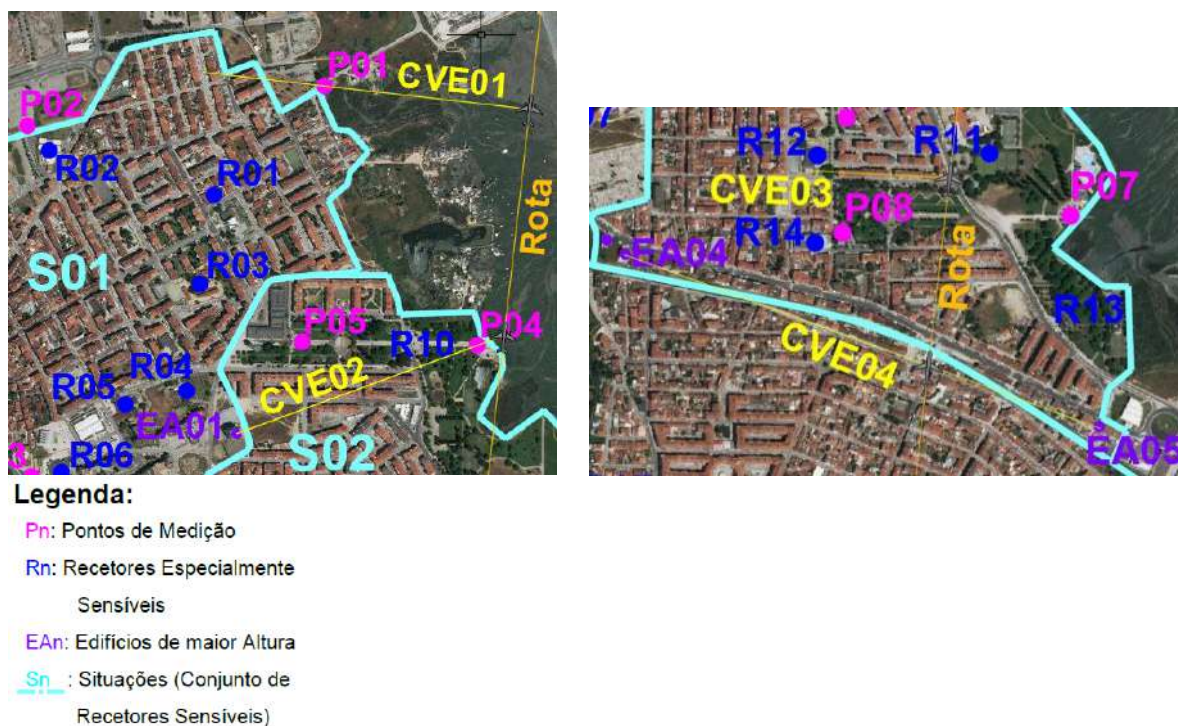 P01
CVE01
P02
R02
R01
Rota
S01
R03
P05
R10
P04
R04
CVE02
R05
EA01
S02
R06
R12
R11
CVE03
P08
P07
R14
EA04
Rota
R13
CVE04
EA05
Legenda:
Pn: Pontos de Medição
Rn: Recetores Especialmente
Sensíveis
EAn: Edifícios de maior Altura
Sn : Situações (Conjunto de
Recetores Sensíveis)